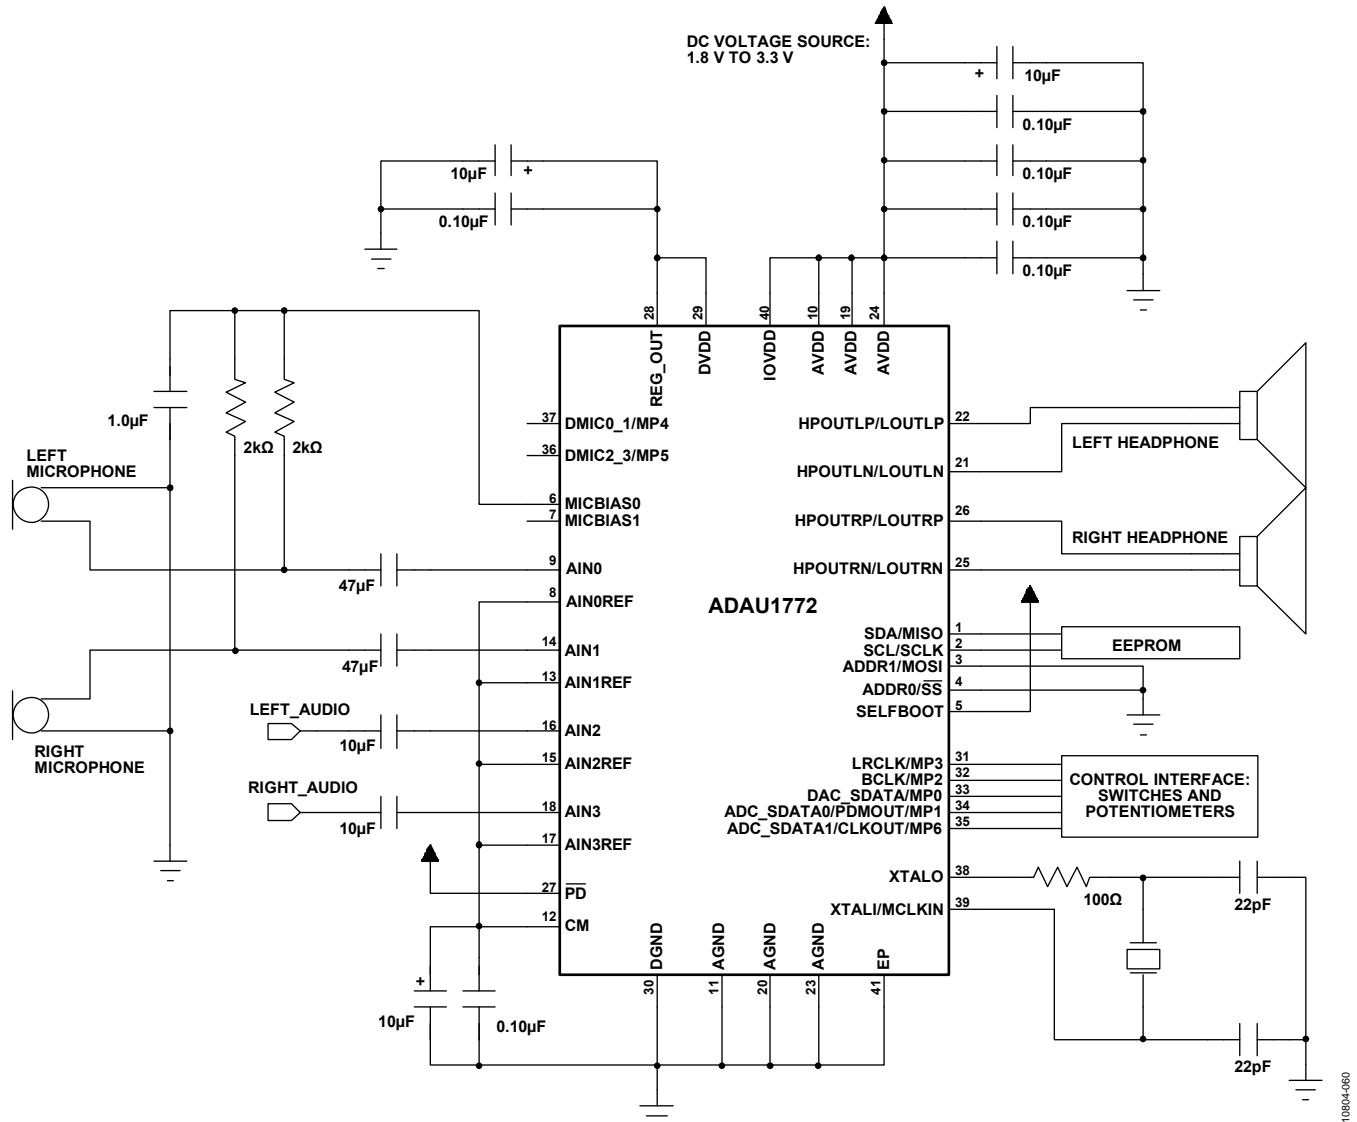 DC VOLTAGE SOURCE:
1.8 V TO 3.3 V
+
10µF
0.10µF
0.10µF
0.10µF
0.10µF
10µF
+
0.10µF
1.0µF
2kΩ
2kΩ
LEFT
MICROPHONE
47µF
47µF
LEFT_AUDIO
10µF
RIGHT_AUDIO
10µF
RIGHT
MICROPHONE
28
REG_OUT
29
DVDD
40
IOVDD
10
AVDD
19
AVDD
24
AVDD
37
DMIC0_1/MP4
36
DMIC2_3/MP5
6
MICBIAS0
7
MICBIAS1
9
AIN0
8
AIN0REF
14
AIN1
13
AIN1REF
16
AIN2
15
AIN2REF
18
AIN3
17
AIN3REF
27
PD
12
CM
ADAU1772
HPOUTLP/LOUTLP
22
HPOUTLN/LOUTLN
21
HPOUTRP/LOUTRP
26
HPOUTRN/LOUTRN
25
LEFT HEADPHONE
RIGHT HEADPHONE
SDA/MISO
1
SCL/SCLK
2
ADDR1/MOSI
3
ADDR0/SS
4
SELFBOOT
5
EEPROM
LRCLK/MP3
31
BCLK/MP2
32
DAC_SDATA/MP0
33
ADC_SDATA0/PDMOUT/MP1
34
ADC_SDATA1/CLKOUT/MP6
35
CONTROL INTERFACE:
SWITCHES AND
POTENTIOMETERS
XTALO
38
XTALI/MCLKIN
39
100Ω
22pF
22pF
DGND
30
AGND
11
AGND
20
AGND
23
EP
41
+
10µF
0.10µF
10804-060